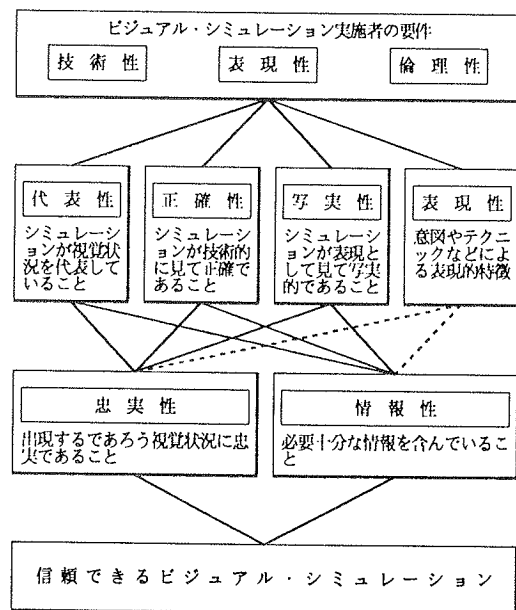 ビジュアル・シミュレーション実施者の要件
技術性 表現性 倫理性
代表性
シミュレーシ
ョンが視覚状
況を代表して
いること
正確性
シミュレーシ
ョンが技術的
に見て正確で
あること
写実性
シミュレーシ
ョンが表現と
して見て写実
的であること
表現性
意図やテクニ
ックなどによ
る表現的特徴
忠実性
出現するであろう視覚状況に忠
実であること
情報性
必要十分な情報を含んでいるこ
と
信頼できるビジュアル・シミュレーション